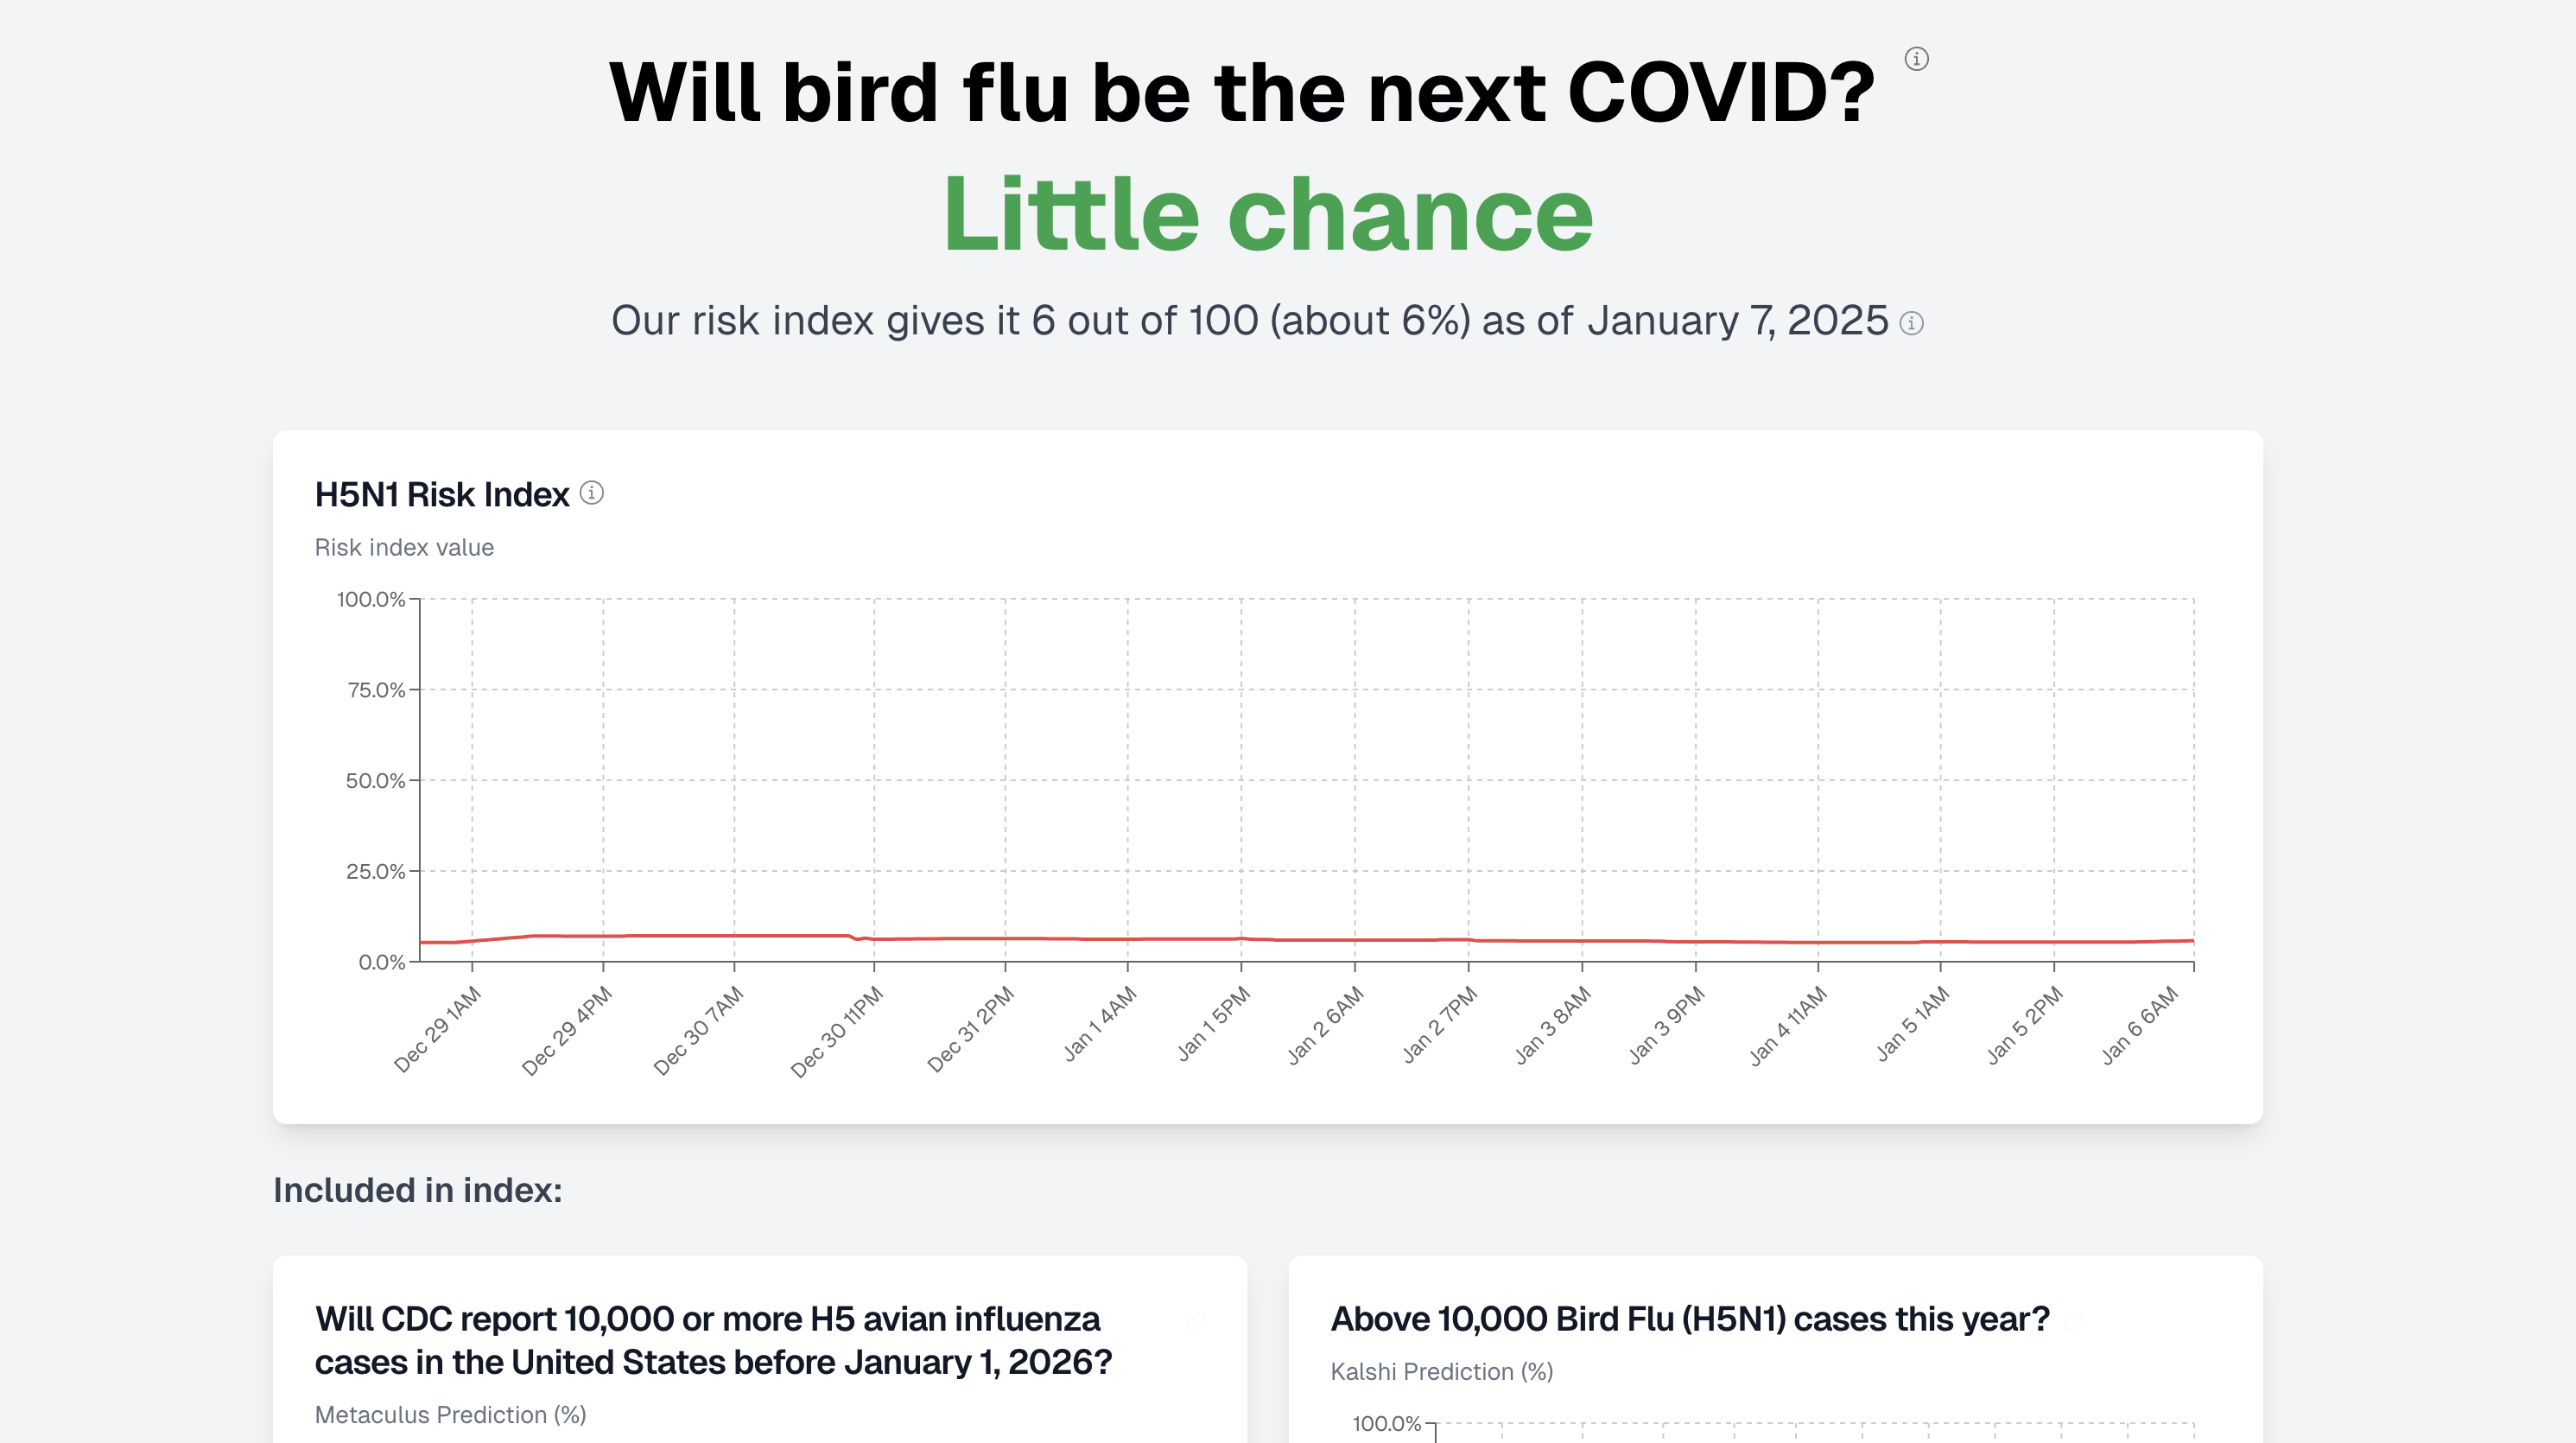 Will bird flu be the next COVID?
Little chance
Our risk index gives it 6 out of 100 (about 6%) as of January 7, 2025
H5N1 Risk Index
Risk index value
100.0%
75.0%
50.0%
25.0%
0.0%
Dec 29 1AM
Dec 29 4PM
Dec 30 7AM
Dec 30 11PM
Dec 31 2PM
Jan 1 4AM
Jan 1 5PM
Jan 2 6AM
Jan 2 7PM
Jan 3 8AM
Jan 3 9PM
Jan 4 11AM
Jan 5 1AM
Jan 5 2PM
Jan 6 6AM
Included in index:
Will CDC report 10,000 or more H5 avian influenza
cases in the United States before January 1, 2026?
Metaculus Prediction (%)
Above 10,000 Bird Flu (H5N1) cases this year?
Kalshi Prediction (%)
100.0%